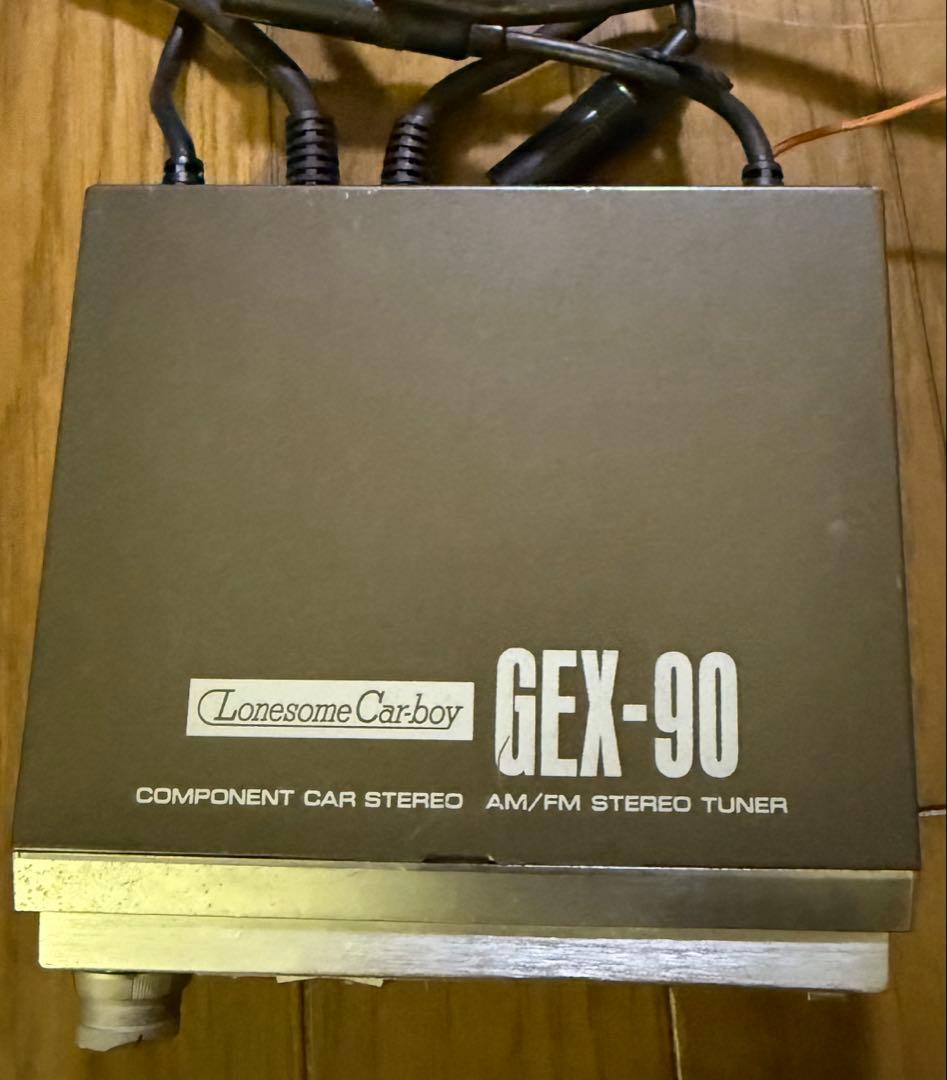 Lonesome Car-boy GEX-90
COMPONENT CAR STEREO AM/FM STEREO TUNER